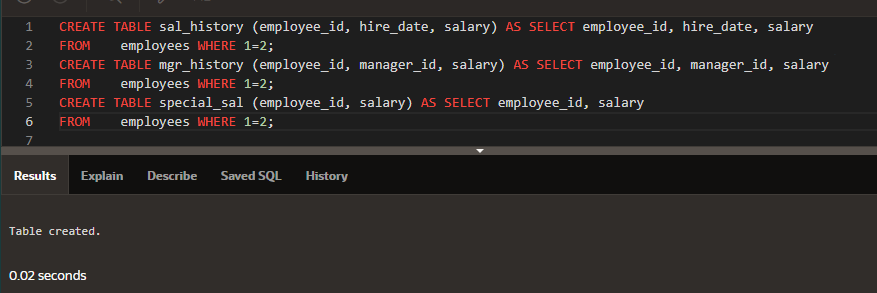 1 CREATE TABLE sal_history (employee_id, hire_date, salary) AS SELECT employee_id, hire_date, salary
2 FROM    employees WHERE 1=2;
3 CREATE TABLE mgr_history (employee_id, manager_id, salary) AS SELECT employee_id, manager_id, salary
4 FROM    employees WHERE 1=2;
5 CREATE TABLE special_sal (employee_id, salary) AS SELECT employee_id, salary
6 FROM    employees WHERE 1=2;
7
Results Explain Describe Saved SQL History
Table created.
0.02 seconds